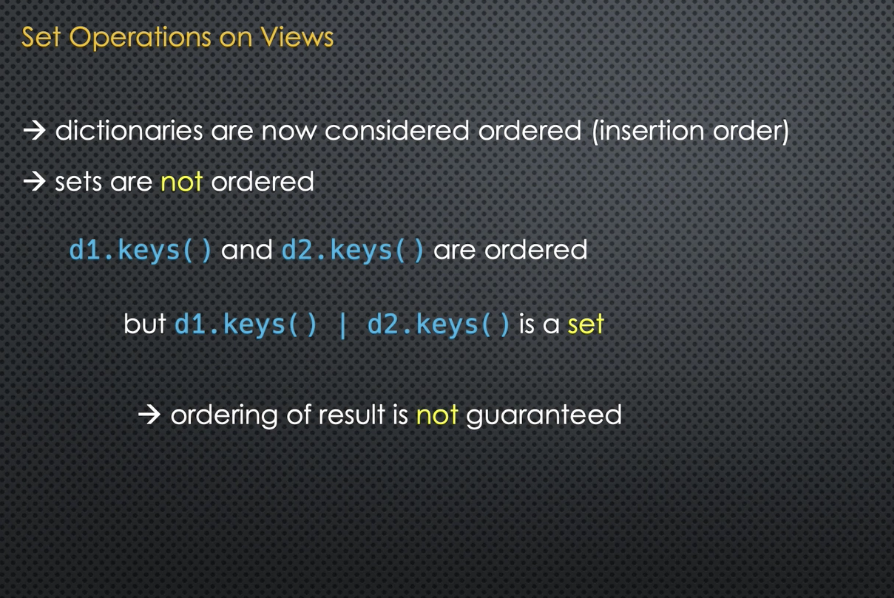 Set Operations on Views
→ dictionaries are now considered ordered (insertion order)
→ sets are not ordered
d1.keys() and d2.keys() are ordered
but d1.keys() | d2.keys() is a set
→ ordering of result is not guaranteed